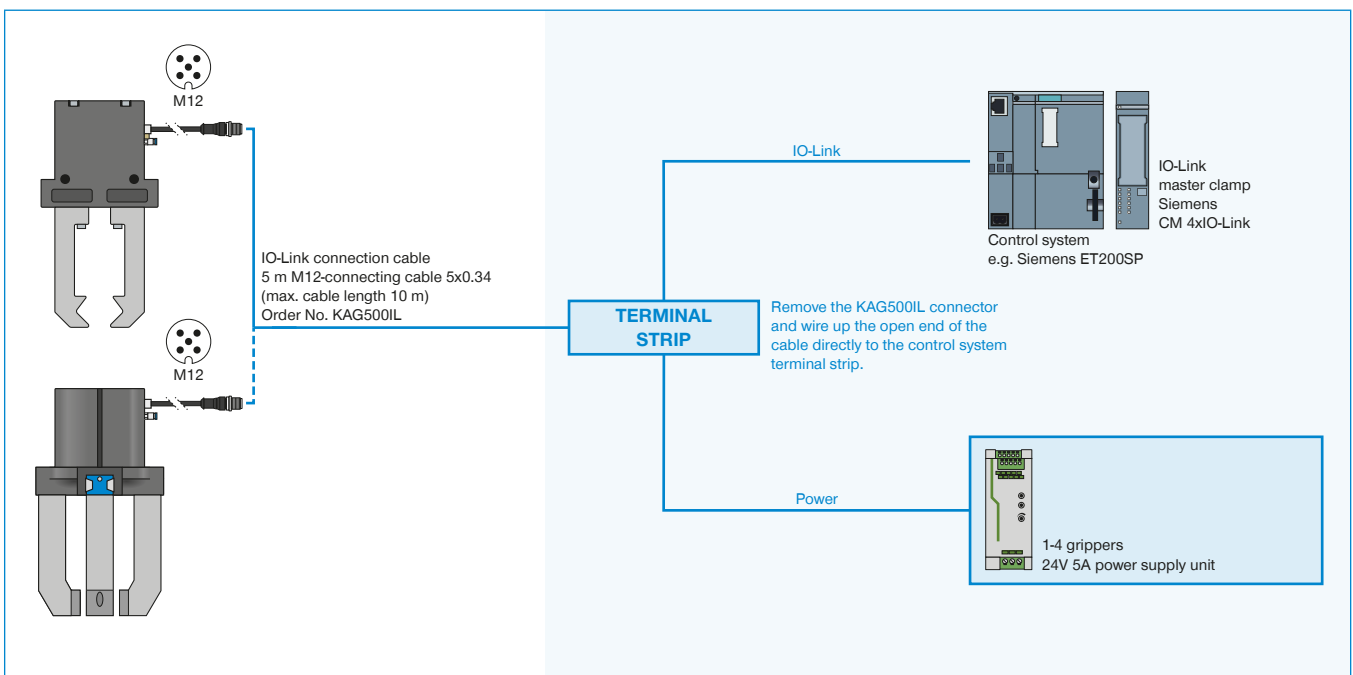 M12
IO-Link connection cable
5 m M12-connecting cable 5x0.34
(max. cable length 10 m)
Order No. KAG500IL
M12
TERMINAL
STRIP
Remove the KAG500IL connector
and wire up the open end of the
cable directly to the control system
terminal strip.
IO-Link
Control system
e.g. Siemens ET200SP
IO-Link
master clamp
Siemens
CM 4xIO-Link
Power
1-4 grippers
24V 5A power supply unit